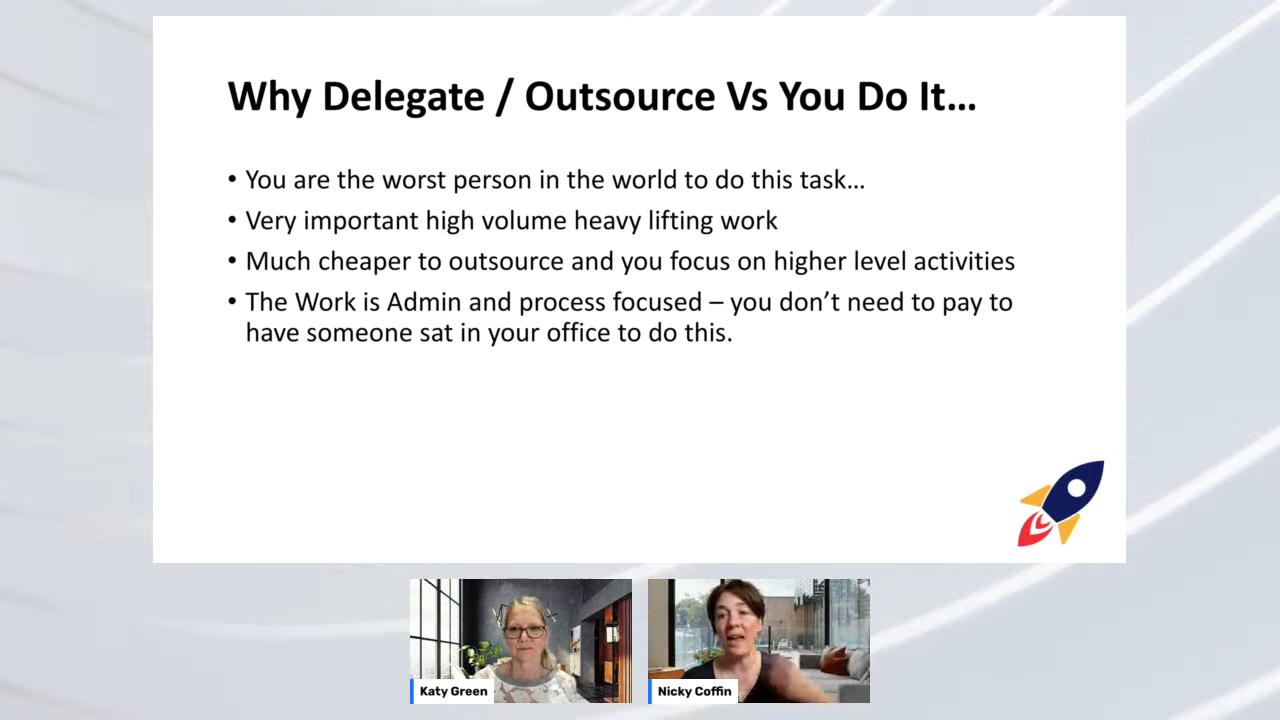 Why Delegate / Outsource Vs You Do It…
• You are the worst person in the world to do this task…
• Very important high volume heavy lifting work
• Much cheaper to outsource and you focus on higher level activities
• The Work is Admin and process focused – you don’t need to pay to
have someone sat in your office to do this.
Katy Green
Nicky Coffin